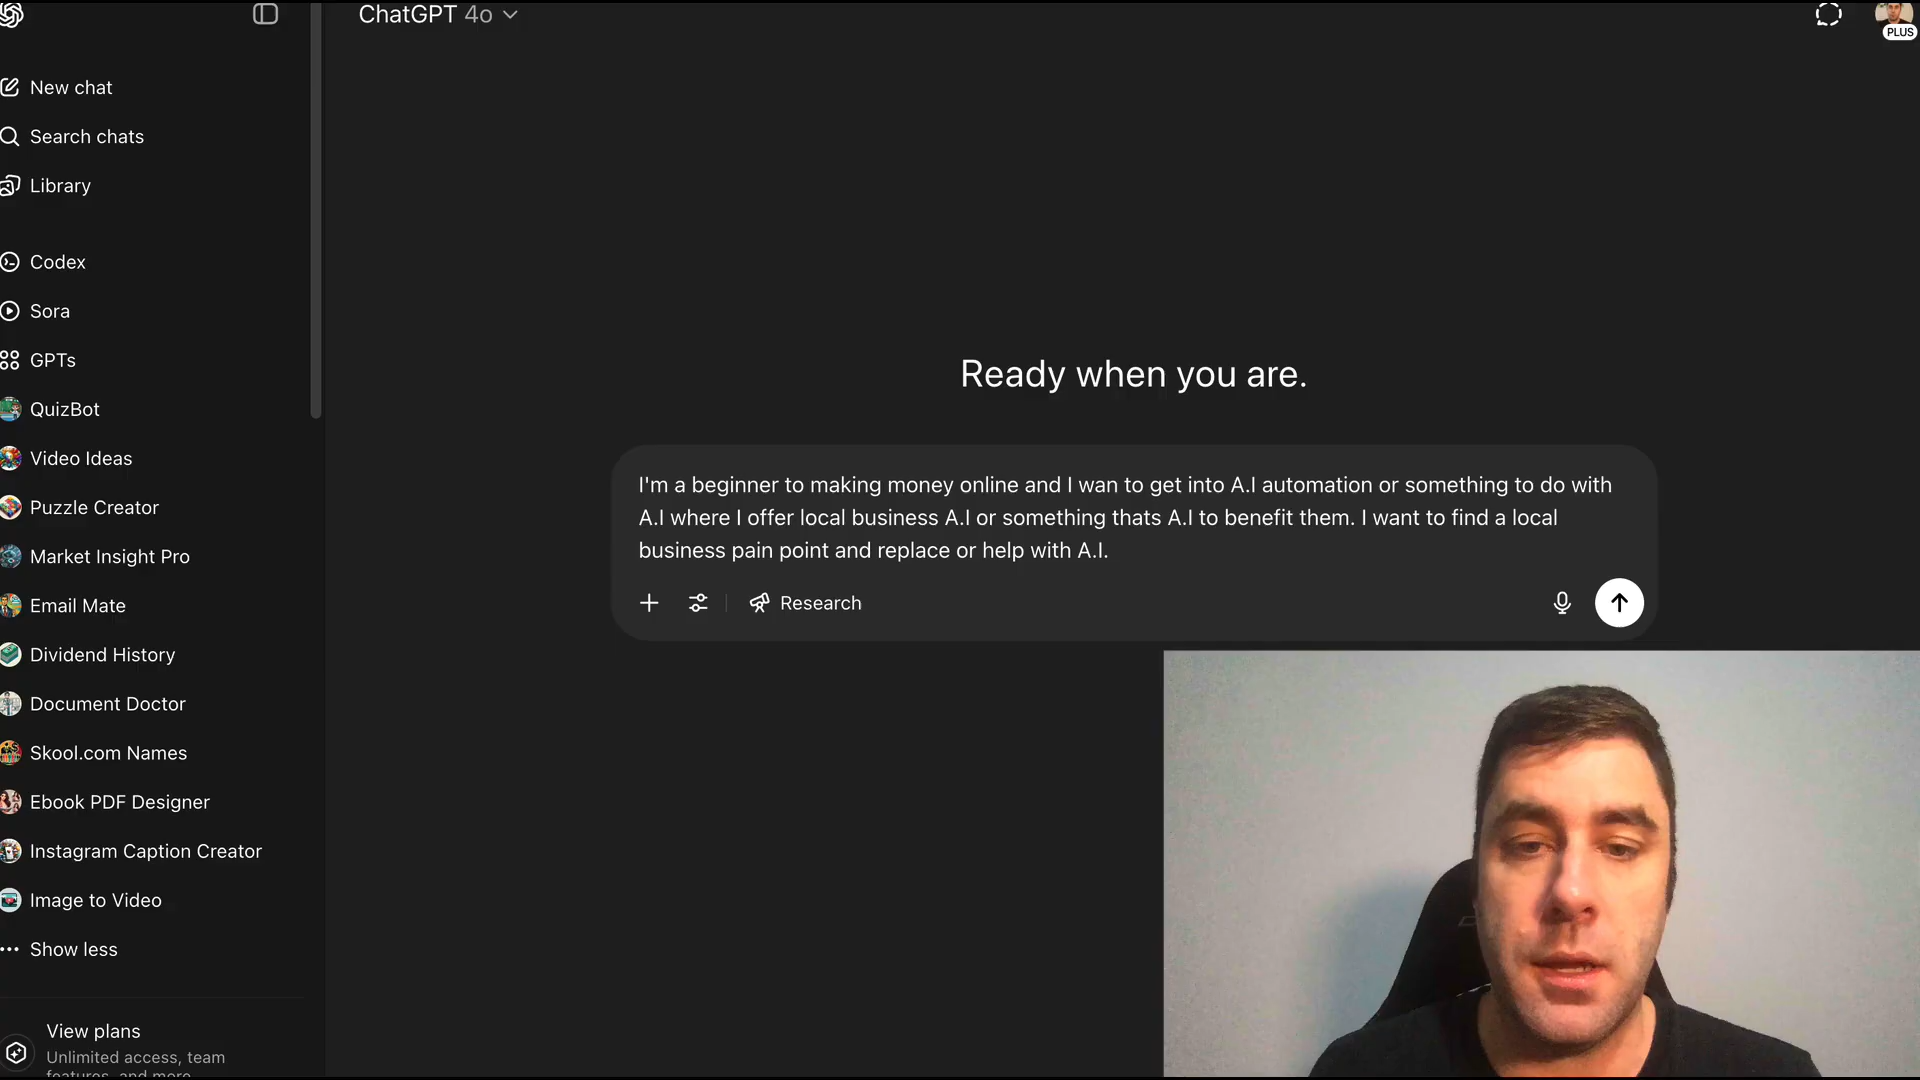 ChatGPT 4o
PLUS
New chat
Search chats
Library
Codex
Sora
GPTs
QuizBot
Video Ideas
Puzzle Creator
Market Insight Pro
Email Mate
Dividend History
Document Doctor
Skool.com Names
Ebook PDF Designer
Instagram Caption Creator
Image to Video
Show less
View plans
Unlimited access, team
features, and more
Ready when you are.
I'm a beginner to making money online and I wan to get into A.I automation or something to do with
A.I where I offer local business A.I or something thats A.I to benefit them. I want to find a local
business pain point and replace or help with A.I.
Research